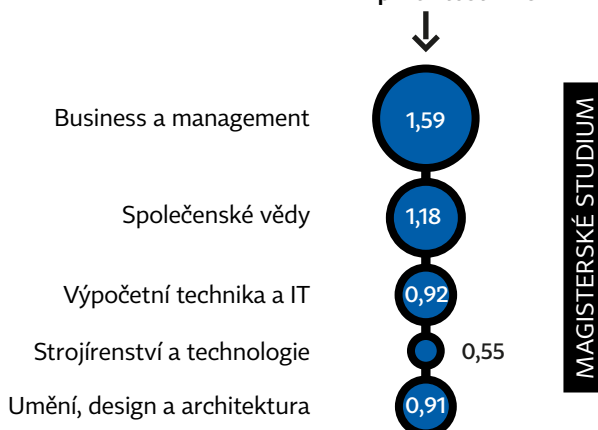 Business a management 1,59
Společenské vědy 1,18
Výpočetní technika a IT 0,92
Strojírenství a technologie 0,55
Umění, design a architektura 0,91
MAGISTERSKÉ STUDIUM